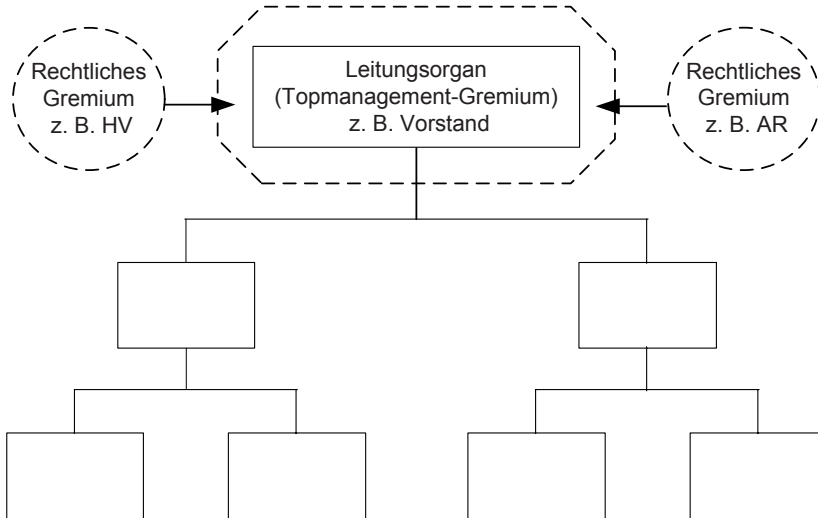 Rechtliches
Gremium
z. B. HV
Leitungsorgan
(Topmanagement-Gremium)
z. B. Vorstand
Rechtliches
Gremium
z. B. AR